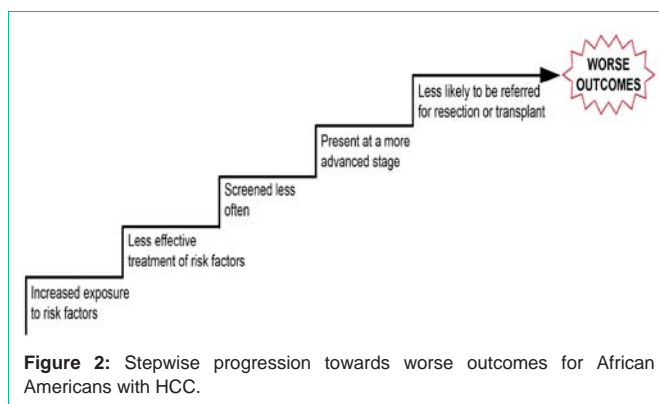 WORSE
OUTCOMES
Less likely to be referred
for resection or transplant
Present at a more
advanced stage
Screened less
often
Less effective
treatment of risk factors
Increased exposure
to risk factors
Figure 2: Stepwise progression towards worse outcomes for African
Americans with HCC.